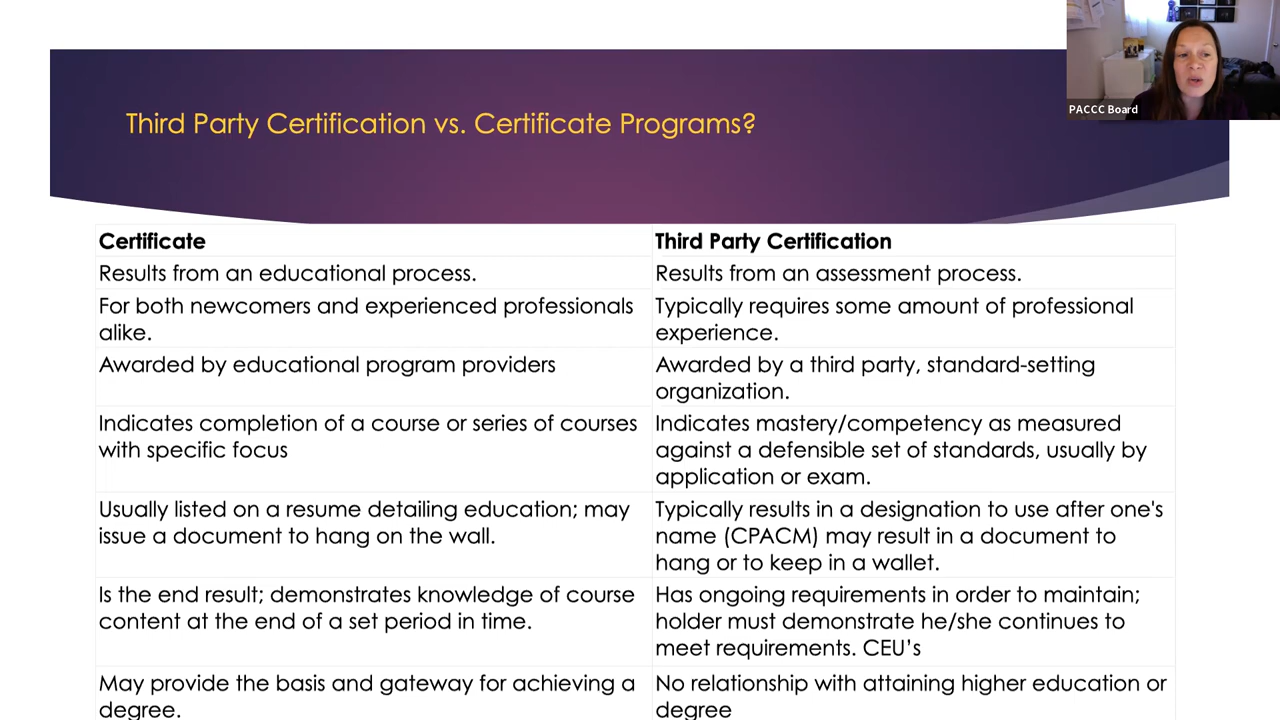 PACCC Board
Third Party Certification vs. Certificate Programs?
Certificate
Third Party Certification
Results from an educational process.
Results from an assessment process.
For both newcomers and experienced professionals
alike.
Typically requires some amount of professional
experience.
Awarded by educational program providers
Awarded by a third party, standard-setting
organization.
Indicates completion of a course or series of courses
with specific focus
Indicates mastery/competency as measured
against a defensible set of standards, usually by
application or exam.
Usually listed on a resume detailing education; may
issue a document to hang on the wall.
Typically results in a designation to use after one's
name (CPACM) may result in a document to
hang or to keep in a wallet.
Is the end result; demonstrates knowledge of course
content at the end of a set period in time.
Has ongoing requirements in order to maintain;
holder must demonstrate he/she continues to
meet requirements. CEU’s
May provide the basis and gateway for achieving a
degree.
No relationship with attaining higher education or
degree